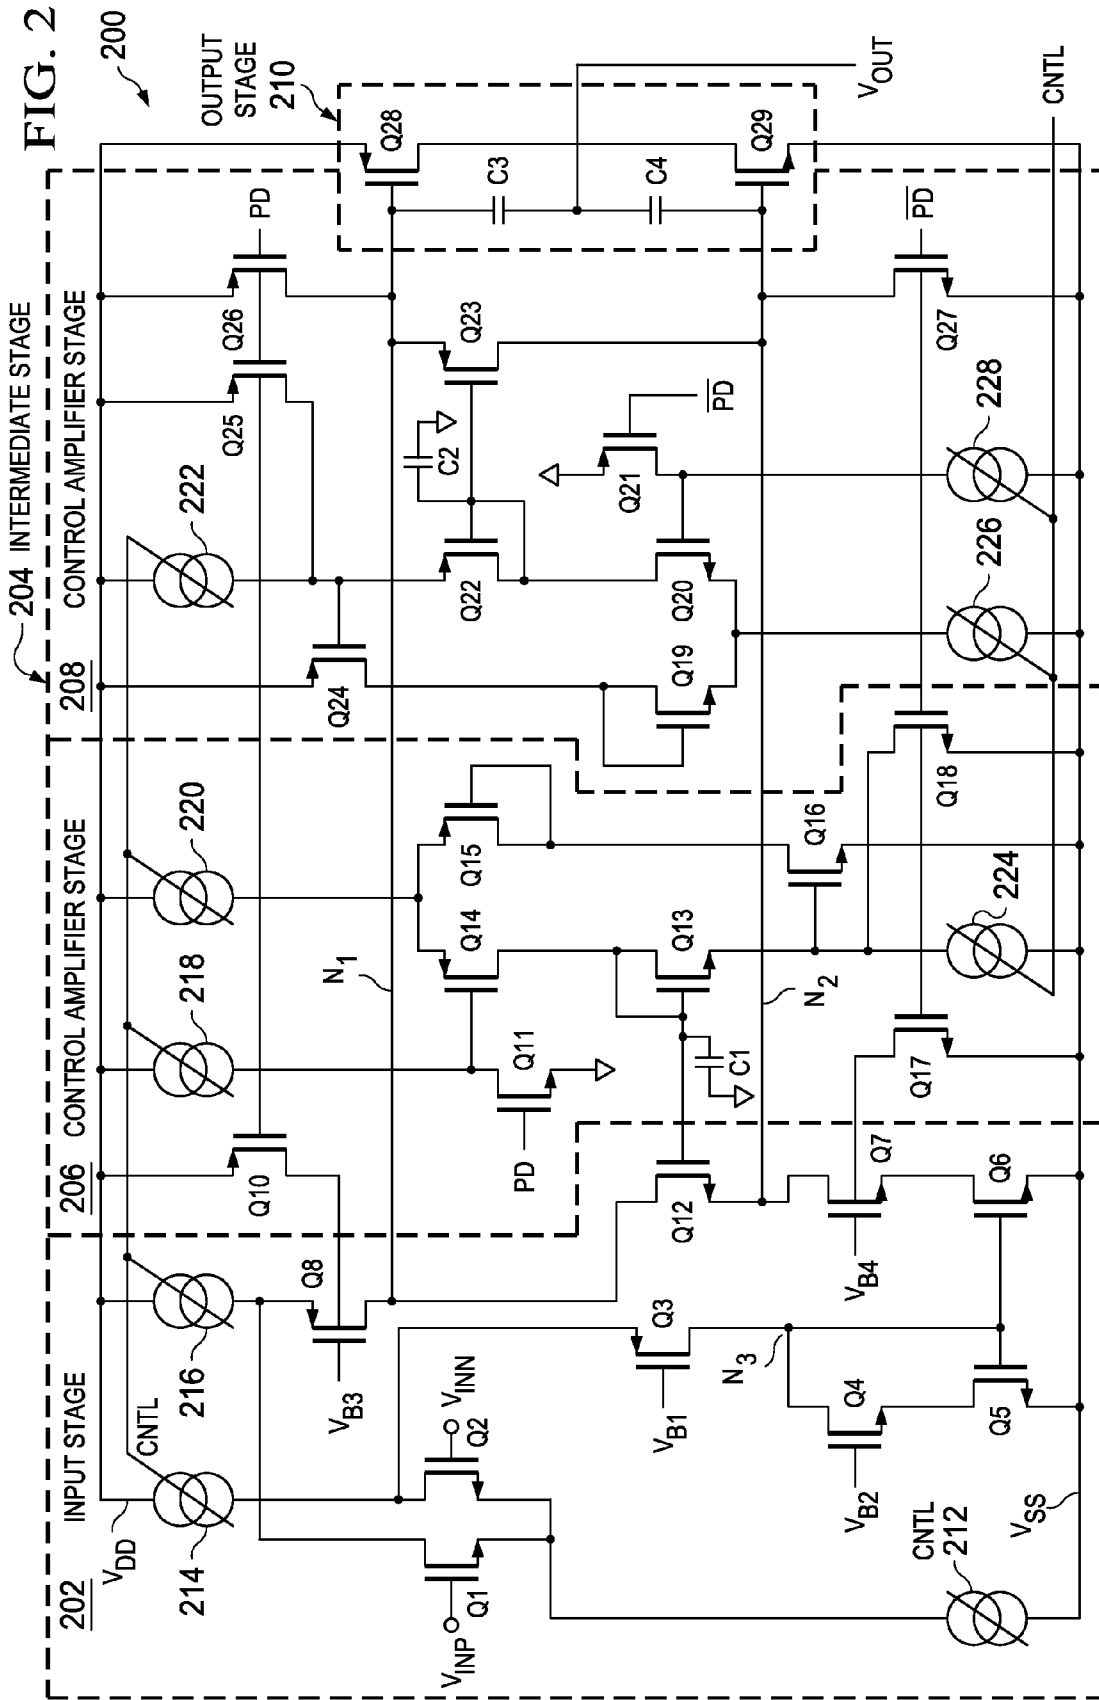 FIG. 2
200
204 INTERMEDIATE STAGE
INPUT STAGE
202
CONTROL AMPLIFIER STAGE
206
CONTROL AMPLIFIER STAGE
208
OUTPUT STAGE
210
VDD
CNTL
214
216
218
220
222
VINP
Q1
VINN
Q2
VB3
Q8
Q10
PD
Q11
Q14
Q15
N1
Q24
Q25
Q26
PD
Q22
C2
Q23
Q28
C3
VOUT
C4
Q29
VB1
Q3
N3
VB2
Q4
Q5
Q12
VB4
Q7
Q6
C1
Q13
N2
Q16
Q17
Q18
Q19
Q20
Q21
P̅D̅
Q27
P̅D̅
CNTL
212
VSS
224
226
228
CNTL